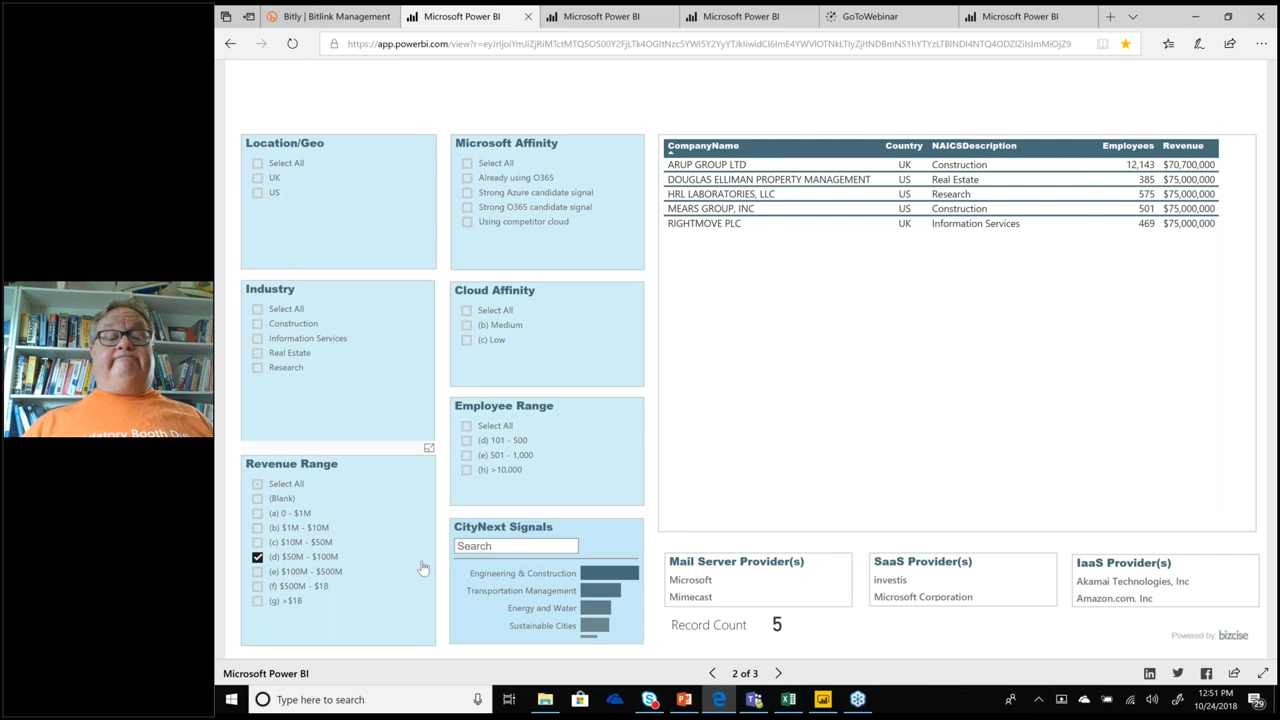 Bitly | Bitlink Management
Microsoft Power BI
Microsoft Power BI
Microsoft Power BI
GoToWebinar
Microsoft Power BI
Location/Geo
Select All
UK
US
Microsoft Affinity
Select All
Already using O365
Strong Azure candidate signal
Strong O365 candidate signal
Using competitor cloud
CompanyName Country NAICSDescription Employees Revenue
ARUP GROUP LTD UK Construction 12,143 $70,700,000
DOUGLAS ELLIMAN PROPERTY MANAGEMENT US Real Estate 385 $75,000,000
HRL LABORATORIES, LLC US Research 575 $75,000,000
MEARS GROUP, INC US Construction 501 $75,000,000
RIGHTMOVE PLC UK Information Services 469 $75,000,000
Industry
Select All
Construction
Information Services
Real Estate
Research
Cloud Affinity
Select All
(b) Medium
(c) Low
Employee Range
Select All
(d) 101 - 500
(e) 501 - 1,000
(h) >10,000
Revenue Range
Select All
(Blank)
(a) 0 - $1M
(b) $1M - $10M
(c) $10M - $50M
(d) $50M - $100M
(e) $100M - $500M
(f) $500M - $1B
(g) >$1B
CityNext Signals
Search
Engineering & Construction
Transportation Management
Energy and Water
Sustainable Cities
Mail Server Provider(s)
Microsoft
Mimecast
SaaS Provider(s)
investis
Microsoft Corporation
IaaS Provider(s)
Akamai Technologies, Inc
Amazon.com, Inc
Record Count 5
Powered by: bizcise
Microsoft Power BI
2 of 3
Type here to search
12:51 PM
10/24/2018
29